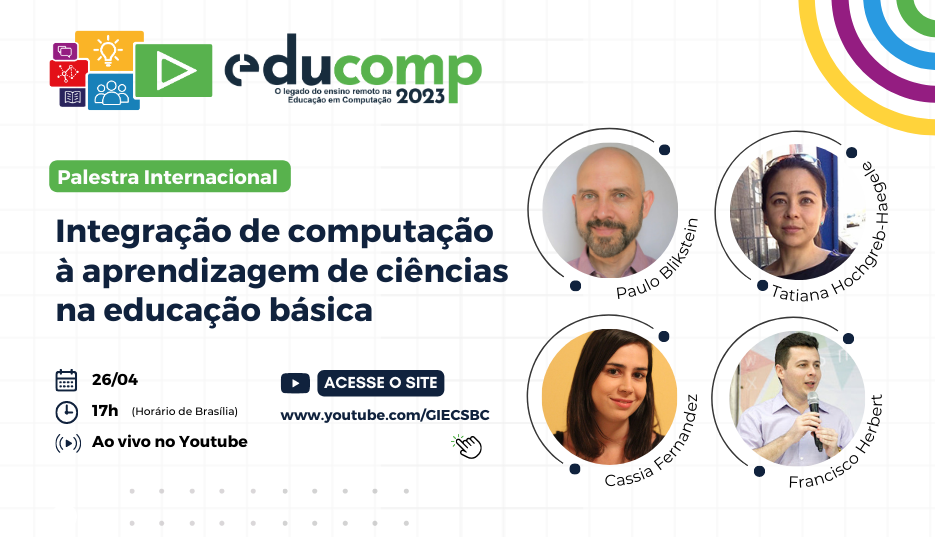 educomp
O legado do ensino remoto na
Educação em Computação
2023
Palestra Internacional
Integração de computação
à aprendizagem de ciências
na educação básica
26/04
17h (Horário de Brasília)
Ao vivo no Youtube
ACESSE O SITE
www.youtube.com/GIECSBC
Paulo Blikstein
Tatiana Hochgreb-Haegele
Cassia Fernandez
Francisco Herbert